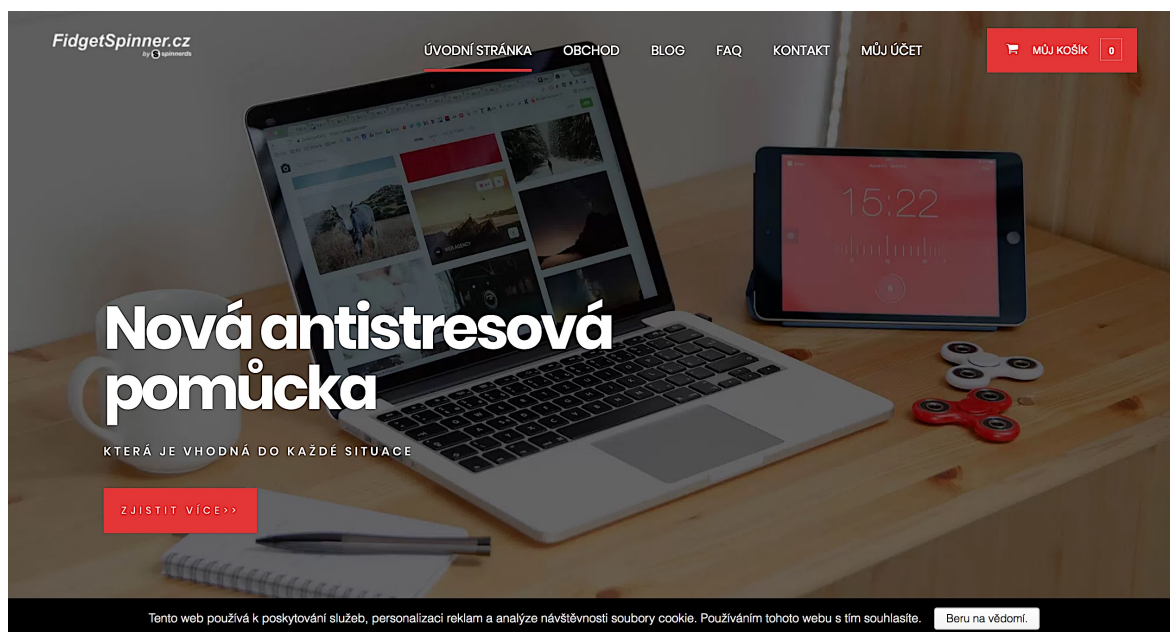 FidgetSpinner.cz
by S spinnerds
ÚVODNÍ STRÁNKA
OBCHOD
BLOG
FAQ
KONTAKT
MŮJ ÚČET
MŮJ KOŠÍK 0
15:22
Nová antistresová
pomůcka
KTERÁ JE VHODNÁ DO KAŽDÉ SITUACE
ZJISTIT VÍCE>>
Tento web používá k poskytování služeb, personalizaci reklam a analýze návštěvnosti soubory cookie. Používáním tohoto webu s tím souhlasíte.
Beru na vědomí.